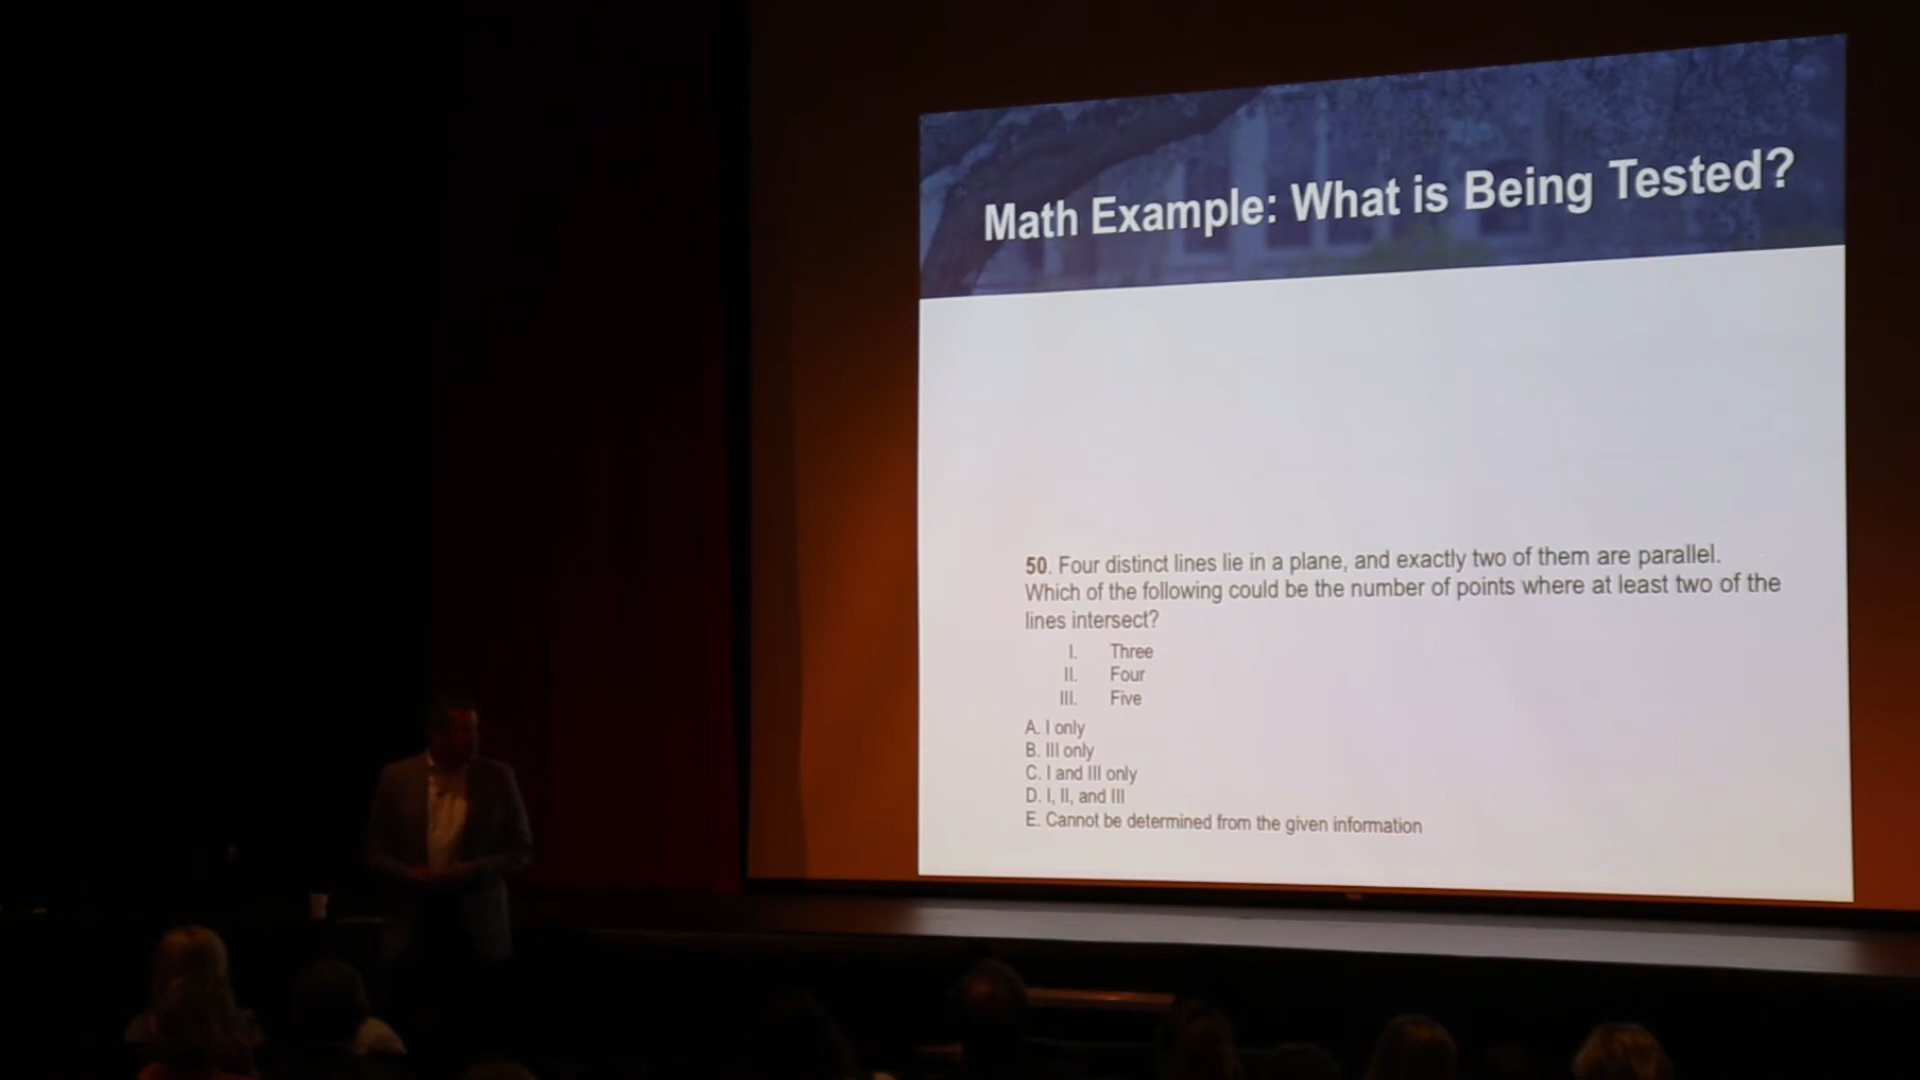 Math Example: What is Being Tested?
50. Four distinct lines lie in a plane, and exactly two of them are parallel.
Which of the following could be the number of points where at least two of the
lines intersect?
I. Three
II. Four
III. Five
A. I only
B. III only
C. I and III only
D. I, II, and III
E. Cannot be determined from the given information